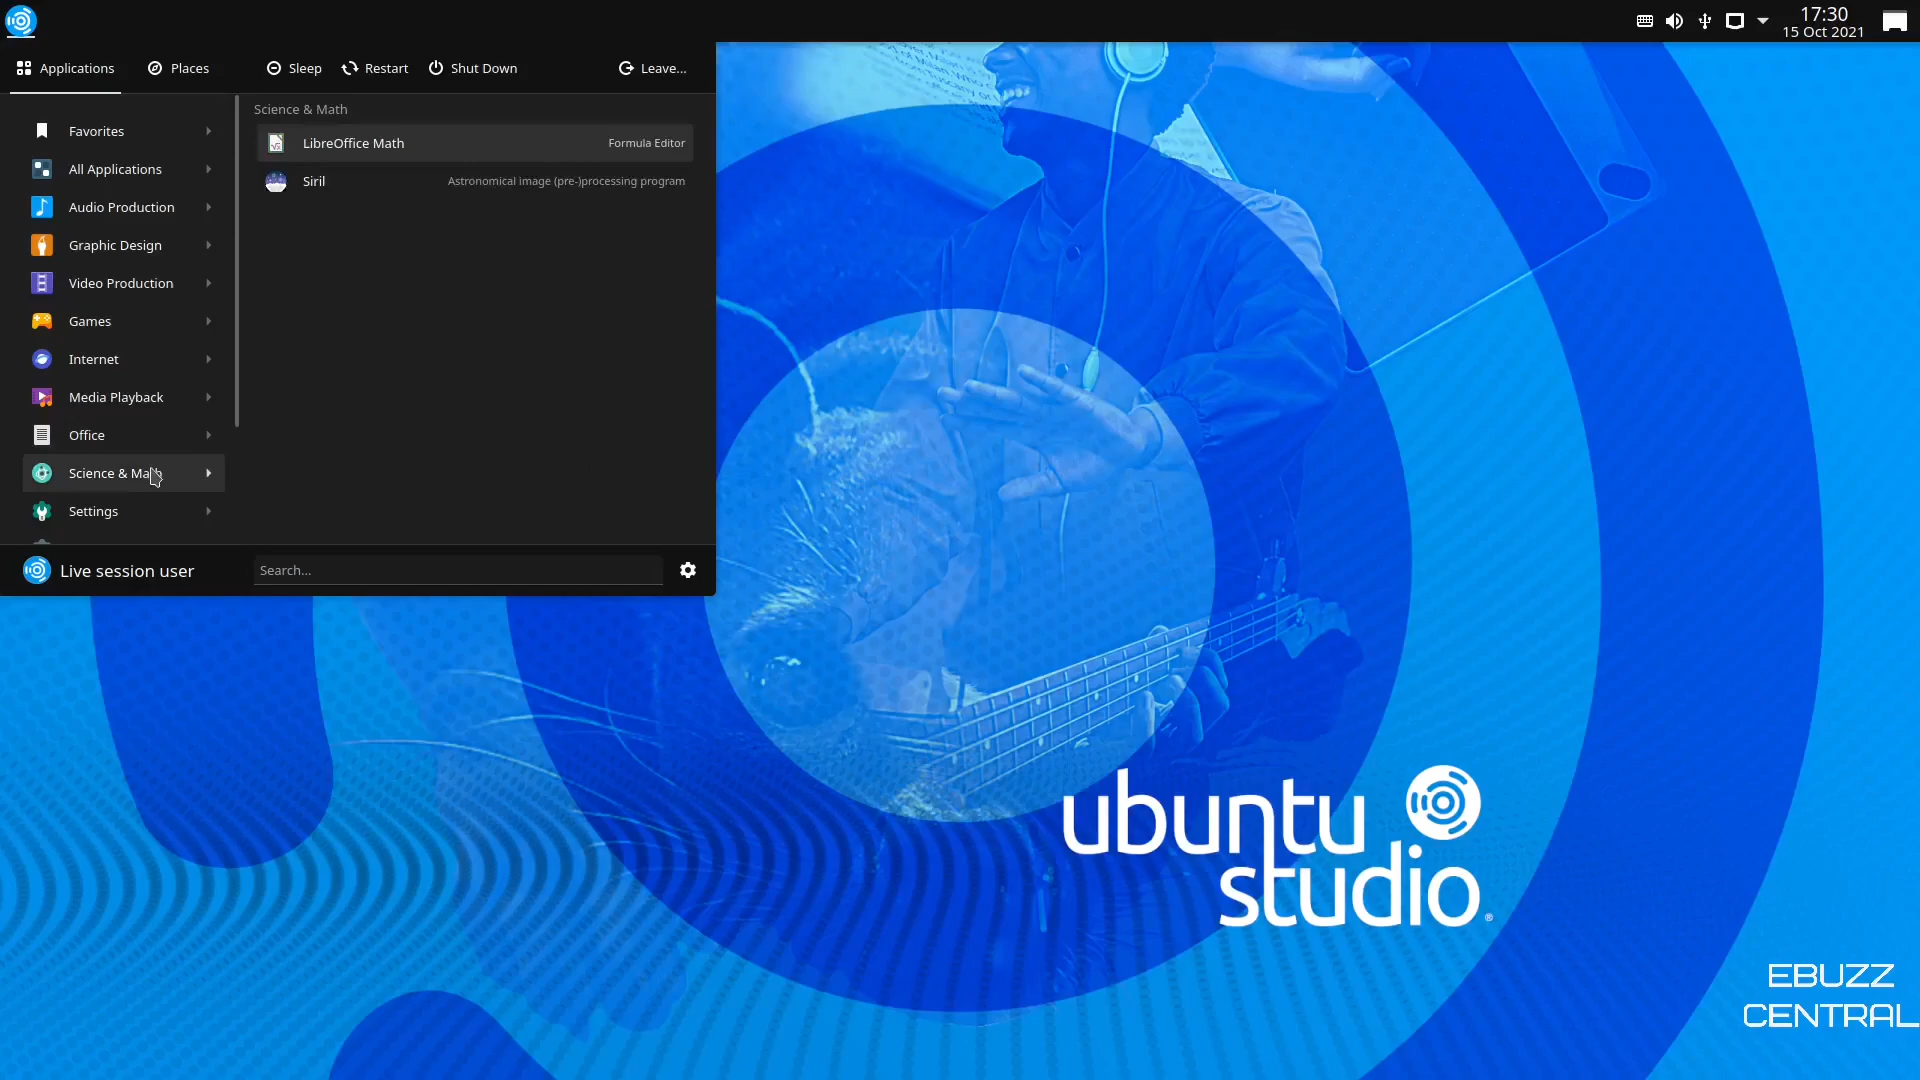 17:30
15 Oct 2021
Applications
Places
Sleep
Restart
Shut Down
Leave...
Favorites
All Applications
Audio Production
Graphic Design
Video Production
Games
Internet
Media Playback
Office
Science & Math
Settings
Science & Math
LibreOffice Math Formula Editor
Siril Astronomical image (pre-)processing program
Live session user
Search...
ubuntu
studio®
EBUZZ
CENTRAL